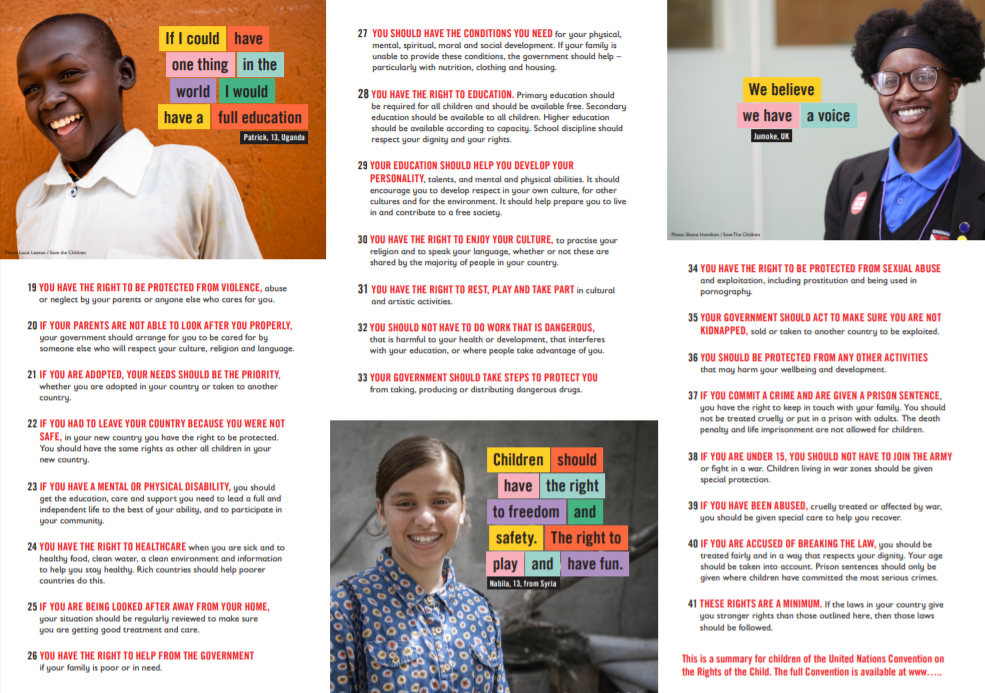 If I could have
one thing in the
world I would
have a full education
Patrick, 13, Uganda
Louis Leeson / Save the Children
19 YOU HAVE THE RIGHT TO BE PROTECTED FROM VIOLENCE, abuse
or neglect by your parents or anyone else who cares for you.
20 IF YOUR PARENTS ARE NOT ABLE TO LOOK AFTER YOU PROPERLY,
your government should arrange for you to be cared for by
someone else who will respect your culture, religion and language.
21 IF YOU ARE ADOPTED, YOUR NEEDS SHOULD BE THE PRIORITY,
whether you are adopted in your country or taken to another
country.
22 IF YOU HAD TO LEAVE YOUR COUNTRY BECAUSE YOU WERE NOT
SAFE, in your new country you have the right to be protected.
You should have the same rights as other all children in your
new country.
23 IF YOU HAVE A MENTAL OR PHYSICAL DISABILITY, you should
get the education, care and support you need to lead a full and
independent life to the best of your ability, and to participate in
your community.
24 YOU HAVE THE RIGHT TO HEALTHCARE when you are sick and to
healthy food, clean water, a clean environment and information
to help you stay healthy. Rich countries should help poorer
countries do this.
25 IF YOU ARE BEING LOOKED AFTER AWAY FROM YOUR HOME,
your situation should be regularly reviewed to make sure
you are getting good treatment and care.
26 YOU HAVE THE RIGHT TO HELP FROM THE GOVERNMENT
if your family is poor or in need.
27 YOU SHOULD HAVE THE CONDITIONS YOU NEED for your physical,
mental, spiritual, moral and social development. If your family is
unable to provide these conditions, the government should help –
particularly with nutrition, clothing and housing.
28 YOU HAVE THE RIGHT TO EDUCATION. Primary education should
be required for all children and should be available free. Secondary
education should be available to all children. Higher education
should be available according to capacity. School discipline should
respect your dignity and your rights.
29 YOUR EDUCATION SHOULD HELP YOU DEVELOP YOUR
PERSONALITY, talents, and mental and physical abilities. It should
encourage you to develop respect in your own culture, for other
cultures and for the environment. It should help prepare you to live
in and contribute to a free society.
30 YOU HAVE THE RIGHT TO ENJOY YOUR CULTURE, to practise your
religion and to speak your language, whether or not these are
shared by the majority of people in your country.
31 YOU HAVE THE RIGHT TO REST, PLAY AND TAKE PART in cultural
and artistic activities.
32 YOU SHOULD NOT HAVE TO DO WORK THAT IS DANGEROUS,
that is harmful to your health or development, that interferes
with your education, or where people take advantage of you.
33 YOUR GOVERNMENT SHOULD TAKE STEPS TO PROTECT YOU
from taking, producing or distributing dangerous drugs.
Children should
have the right
to freedom and
safety. The right to
play and have fun.
Nabila, 13, from Syria
We believe
we have a voice
Jumoke, UK
Photo: Shona Hamilton / Save The Children
34 YOU HAVE THE RIGHT TO BE PROTECTED FROM SEXUAL ABUSE
and exploitation, including prostitution and being used in
pornography.
35 YOUR GOVERNMENT SHOULD ACT TO MAKE SURE YOU ARE NOT
KIDNAPPED, sold or taken to another country to be exploited.
36 YOU SHOULD BE PROTECTED FROM ANY OTHER ACTIVITIES
that may harm your wellbeing and development.
37 IF YOU COMMIT A CRIME AND ARE GIVEN A PRISON SENTENCE,
you have the right to keep in touch with your family. You should
not be treated cruelly or put in a prison with adults. The death
penalty and life imprisonment are not allowed for children.
38 IF YOU ARE UNDER 15, YOU SHOULD NOT HAVE TO JOIN THE ARMY
or fight in a war. Children living in war zones should be given
special protection.
39 IF YOU HAVE BEEN ABUSED, cruelly treated or affected by war,
you should be given special care to help you recover.
40 IF YOU ARE ACCUSED OF BREAKING THE LAW, you should be
treated fairly and in a way that respects your dignity. Your age
should be taken into account. Prison sentences should only be
given where children have committed the most serious crimes.
41 THESE RIGHTS ARE A MINIMUM. If the laws in your country give
you stronger rights than those outlined here, then those laws
should be followed.
This is a summary for children of the United Nations Convention on
the Rights of the Child. The full Convention is available at www.....